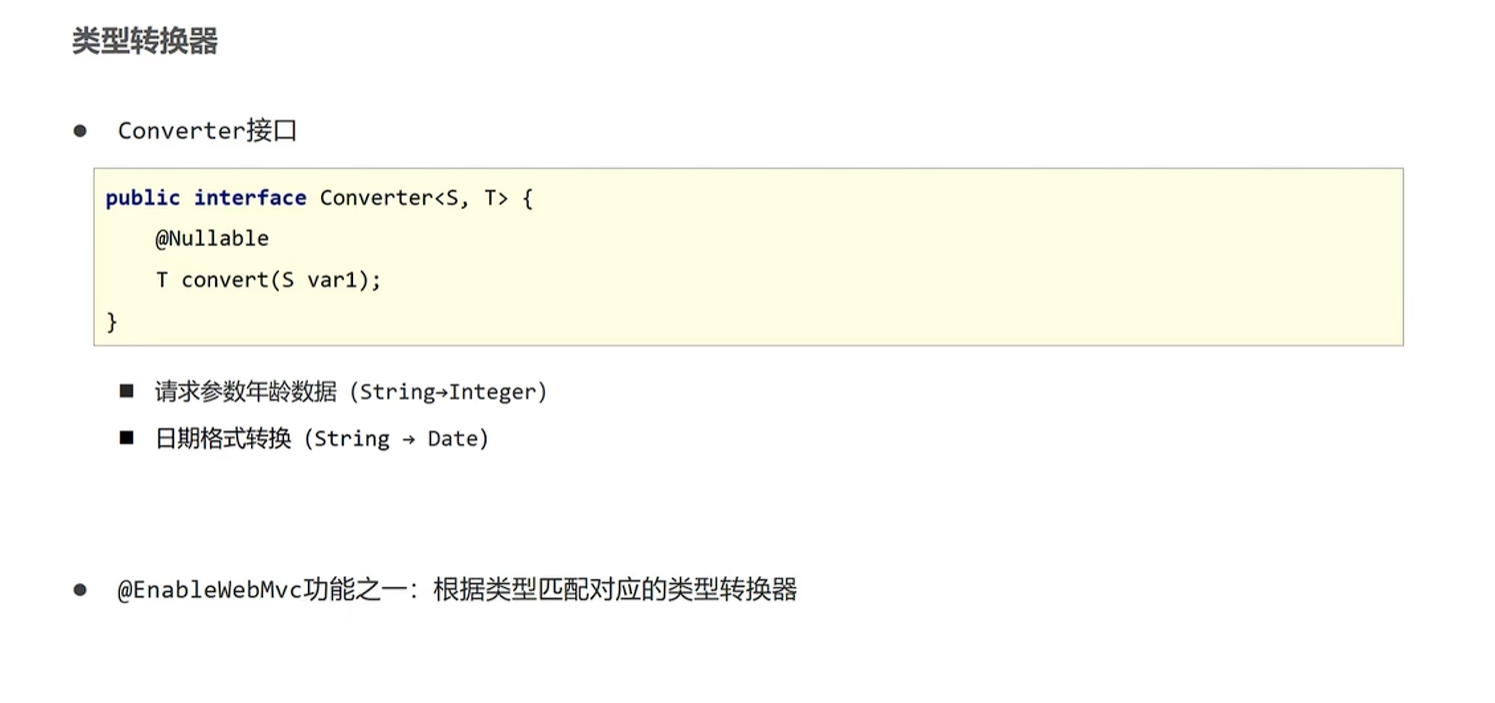 类型转换器
● Converter接口
public interface Converter<S, T> {
    @Nullable
    T convert(S var1);
}
■ 请求参数年龄数据（String→Integer）
■ 日期格式转换（String → Date）
● @EnableWebMvc功能之一：根据类型匹配对应的类型转换器